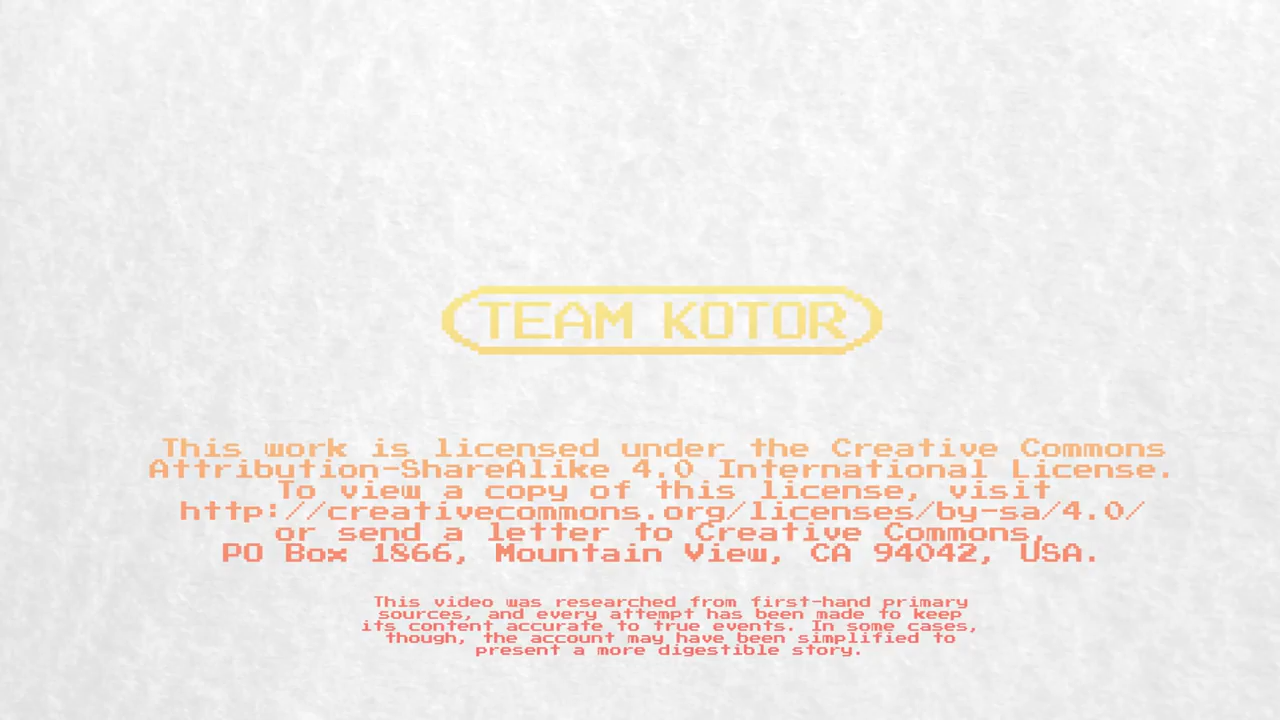 TEAM KOTOR
This work is licensed under the Creative Commons
Attribution-ShareAlike 4.0 International License.
To view a copy of this license, visit
http://creativecommons.org/licenses/by-sa/4.0/
or send a letter to Creative Commons,
PO Box 1866, Mountain View, CA 94042, USA.
This video was researched from first-hand primary
sources, and every attempt has been made to keep
its content accurate to true events. In some cases,
though, the account may have been simplified to
present a more digestible story.